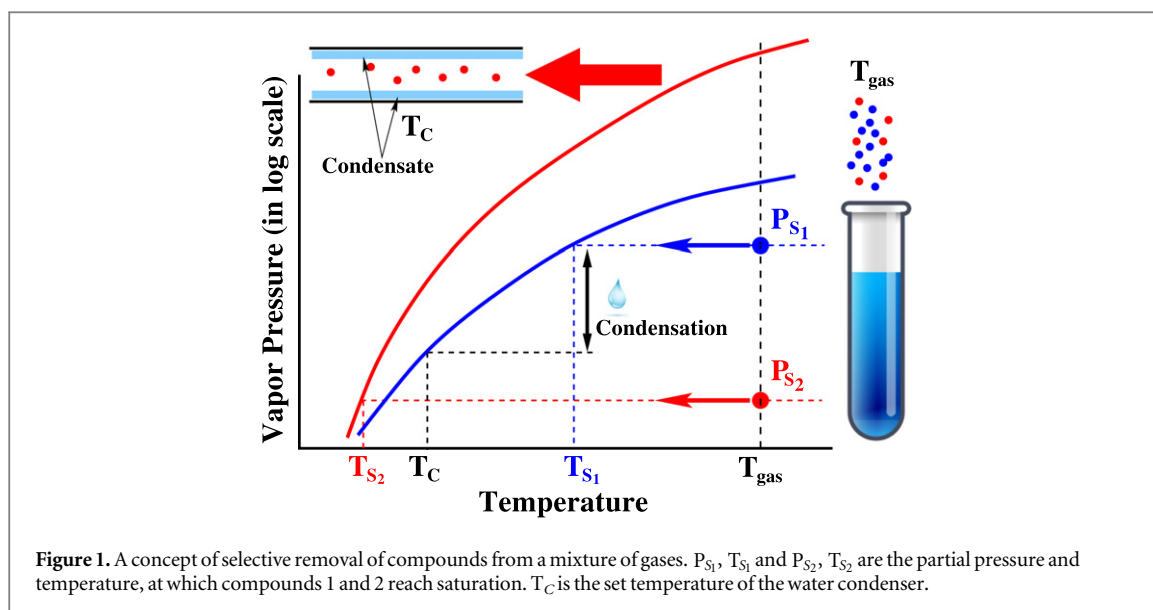 T_gas
T_C
Condensate
Vapor Pressure (in log scale)
P_S₁
Condensation
P_S₂
T_S₂ T_C T_S₁ T_gas
Temperature
Figure 1. A concept of selective removal of compounds from a mixture of gases. P_S₁, T_S₁ and P_S₂, T_S₂ are the partial pressure and
temperature, at which compounds 1 and 2 reach saturation. T_C is the set temperature of the water condenser.